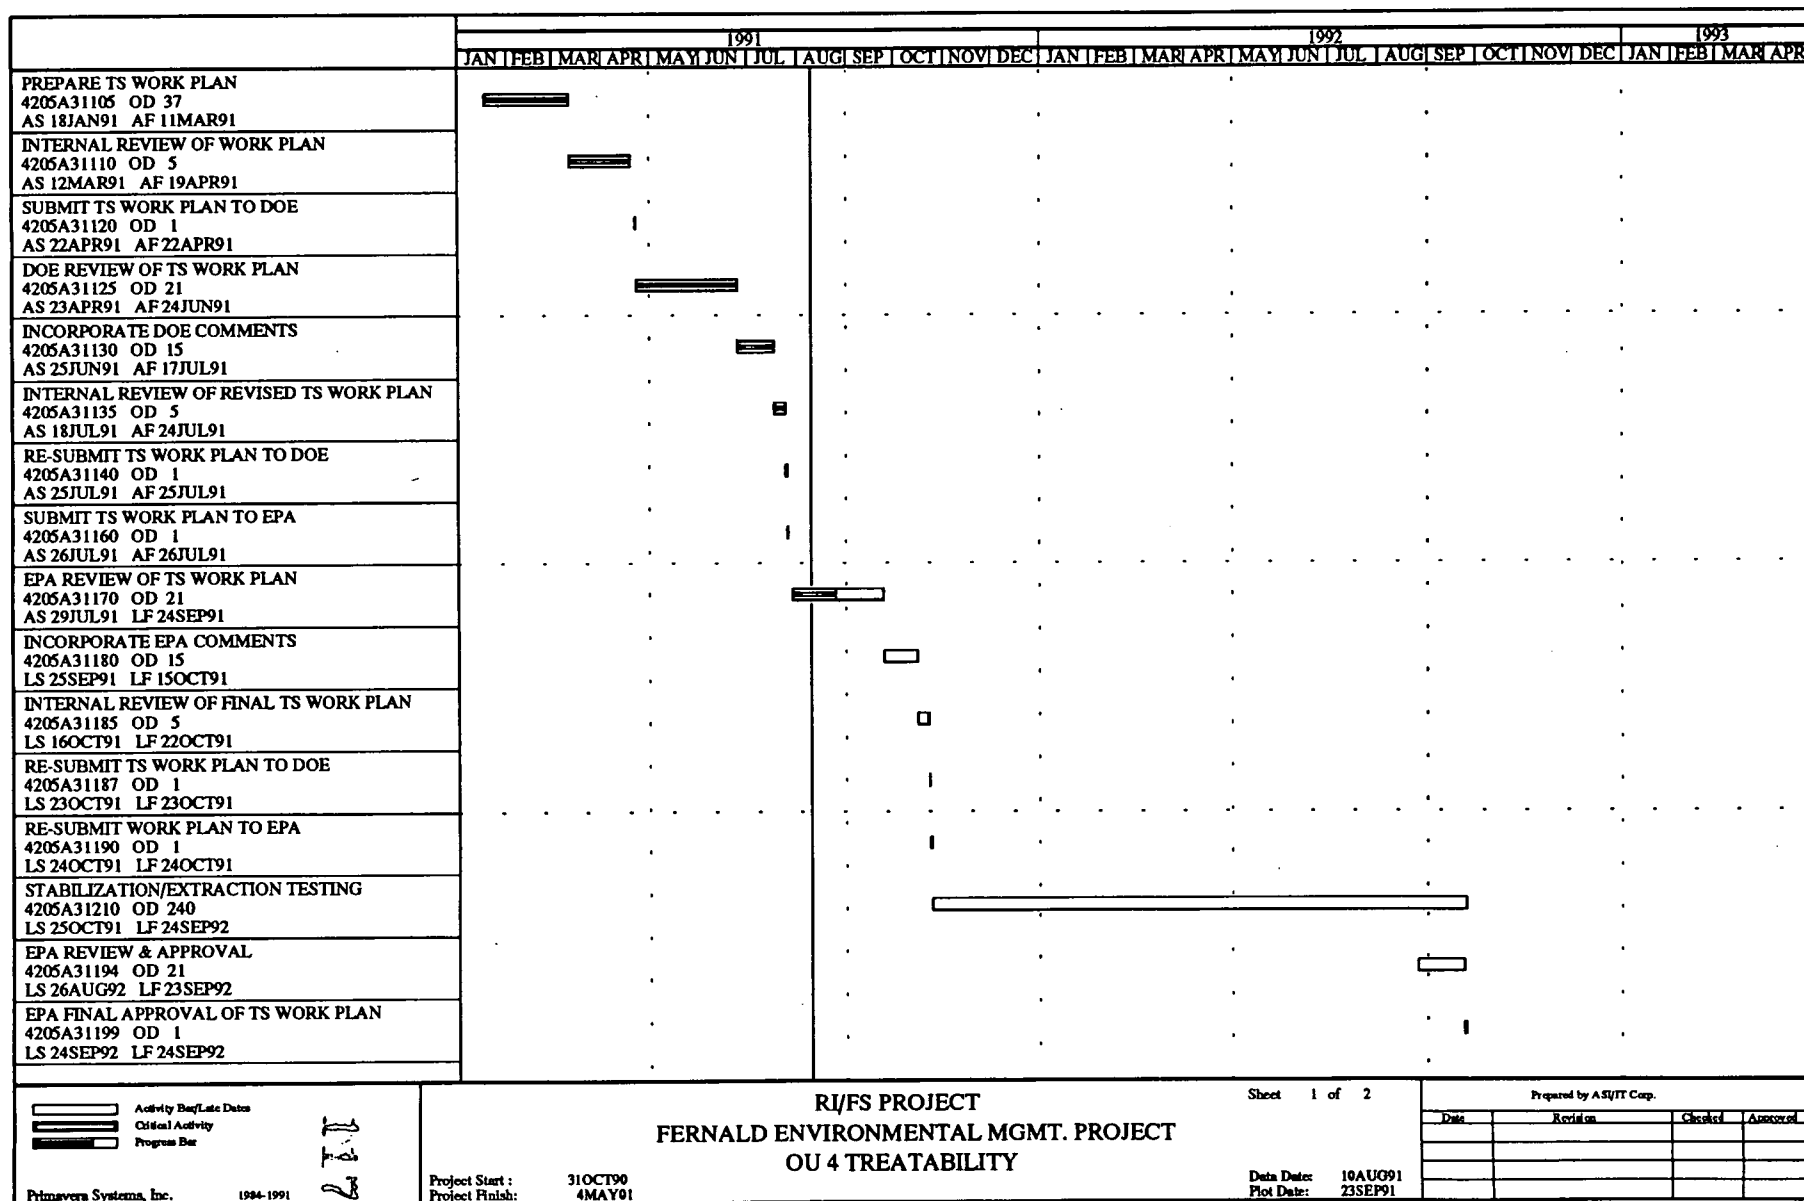 1991 1992 1993
JAN FEB MAR APR MAY JUN JUL AUG SEP OCT NOV DEC JAN FEB MAR APR MAY JUN JUL AUG SEP OCT NOV DEC JAN FEB MAR APR
PREPARE TS WORK PLAN
4205A31105 OD 37
AS 18JAN91 AF 11MAR91
INTERNAL REVIEW OF WORK PLAN
4205A31110 OD 5
AS 12MAR91 AF 19APR91
SUBMIT TS WORK PLAN TO DOE
4205A31120 OD 1
AS 22APR91 AF 22APR91
DOE REVIEW OF TS WORK PLAN
4205A31125 OD 21
AS 23APR91 AF 24JUN91
INCORPORATE DOE COMMENTS
4205A31130 OD 15
AS 25JUN91 AF 17JUL91
INTERNAL REVIEW OF REVISED TS WORK PLAN
4205A31135 OD 5
AS 18JUL91 AF 24JUL91
RE-SUBMIT TS WORK PLAN TO DOE
4205A31140 OD 1
AS 25JUL91 AF 25JUL91
SUBMIT TS WORK PLAN TO EPA
4205A31160 OD 1
AS 26JUL91 AF 26JUL91
EPA REVIEW OF TS WORK PLAN
4205A31170 OD 21
AS 29JUL91 LF 24SEP91
INCORPORATE EPA COMMENTS
4205A31180 OD 15
LS 25SEP91 LF 15OCT91
INTERNAL REVIEW OF FINAL TS WORK PLAN
4205A31185 OD 5
LS 16OCT91 LF 22OCT91
RE-SUBMIT TS WORK PLAN TO DOE
4205A31187 OD 1
LS 23OCT91 LF 23OCT91
RE-SUBMIT WORK PLAN TO EPA
4205A31190 OD 1
LS 24OCT91 LF 24OCT91
STABILIZATION/EXTRACTION TESTING
4205A31210 OD 240
LS 25OCT91 LF 24SEP92
EPA REVIEW & APPROVAL
4205A31194 OD 21
LS 26AUG92 LF 23SEP92
EPA FINAL APPROVAL OF TS WORK PLAN
4205A31199 OD 1
LS 24SEP92 LF 24SEP92
Activity Bar/Late Dates
Critical Activity
Progress Bar
Primavera Systems, Inc. 1984-1991
RI/FS PROJECT
FERNALD ENVIRONMENTAL MGMT. PROJECT
OU 4 TREATABILITY
Project Start : 31OCT90
Project Finish: 4MAY01
Sheet 1 of 2
Data Date: 10AUG91
Plot Date: 23SEP91
Prepared by ASI/IT Corp.
Date Revision Checked Approved